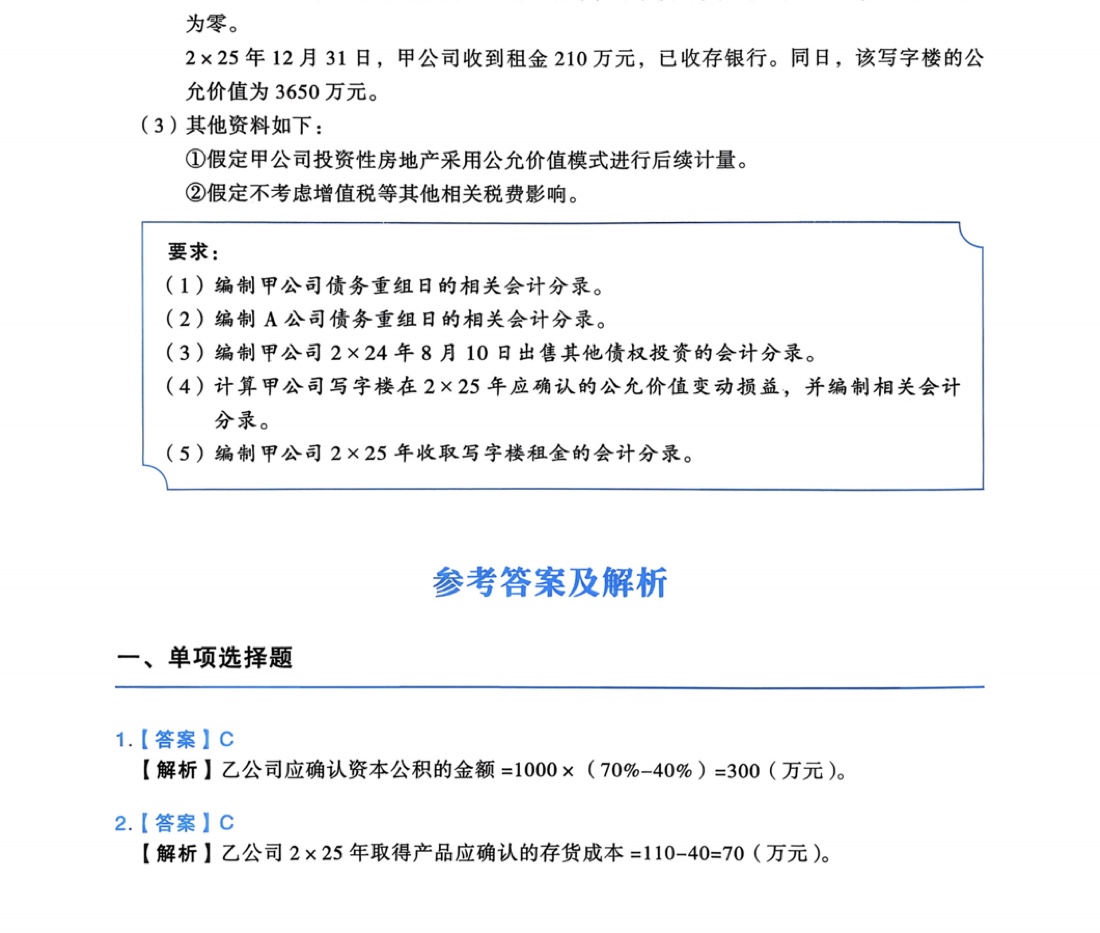 为零。
2×25 年 12 月 31 日，甲公司收到租金 210 万元，已收存银行。同日，该写字楼的公
允价值为 3650 万元。
（3）其他资料如下：
①假定甲公司投资性房地产采用公允价值模式进行后续计量。
②假定不考虑增值税等其他相关税费影响。
要求：
（1）编制甲公司债务重组日的相关会计分录。
（2）编制 A 公司债务重组日的相关会计分录。
（3）编制甲公司 2×24 年 8 月 10 日出售其他债权投资的会计分录。
（4）计算甲公司写字楼在 2×25 年应确认的公允价值变动损益，并编制相关会计
分录。
（5）编制甲公司 2×25 年收取写字楼租金的会计分录。
参考答案及解析
一、单项选择题
1.【答案】C
【解析】乙公司应确认资本公积的金额 =1000×（70%–40%）=300（万元）。
2.【答案】C
【解析】乙公司 2×25 年取得产品应确认的存货成本 =110–40=70（万元）。